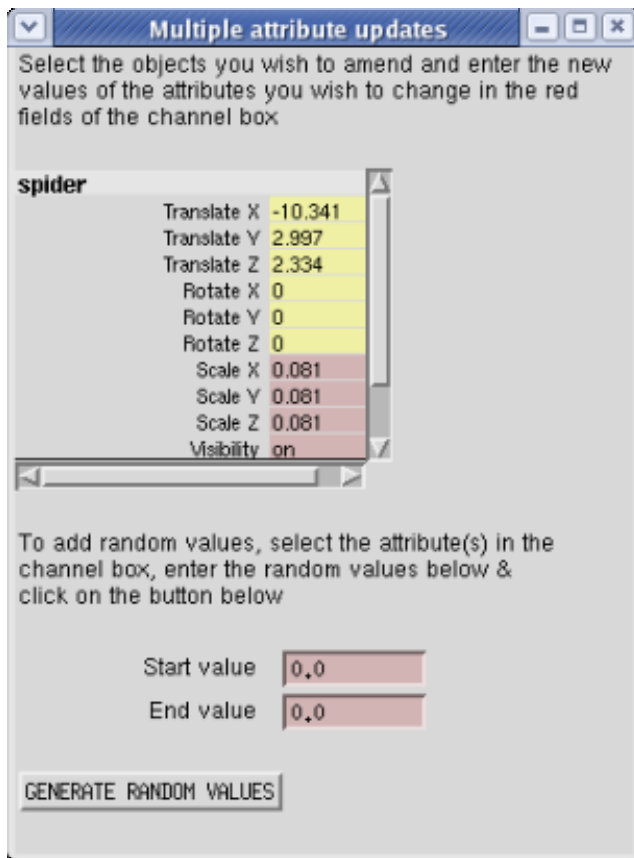 Multiple attribute updates
Select the objects you wish to amend and enter the new
values of the attributes you wish to change in the red
fields of the channel box
spider
Translate X -10.341
Translate Y 2.997
Translate Z 2.334
Rotate X 0
Rotate Y 0
Rotate Z 0
Scale X 0.081
Scale Y 0.081
Scale Z 0.081
Visibility on
To add random values, select the attribute(s) in the
channel box, enter the random values below &
click on the button below
Start value 0.0
End value 0.0
GENERATE RANDOM VALUES